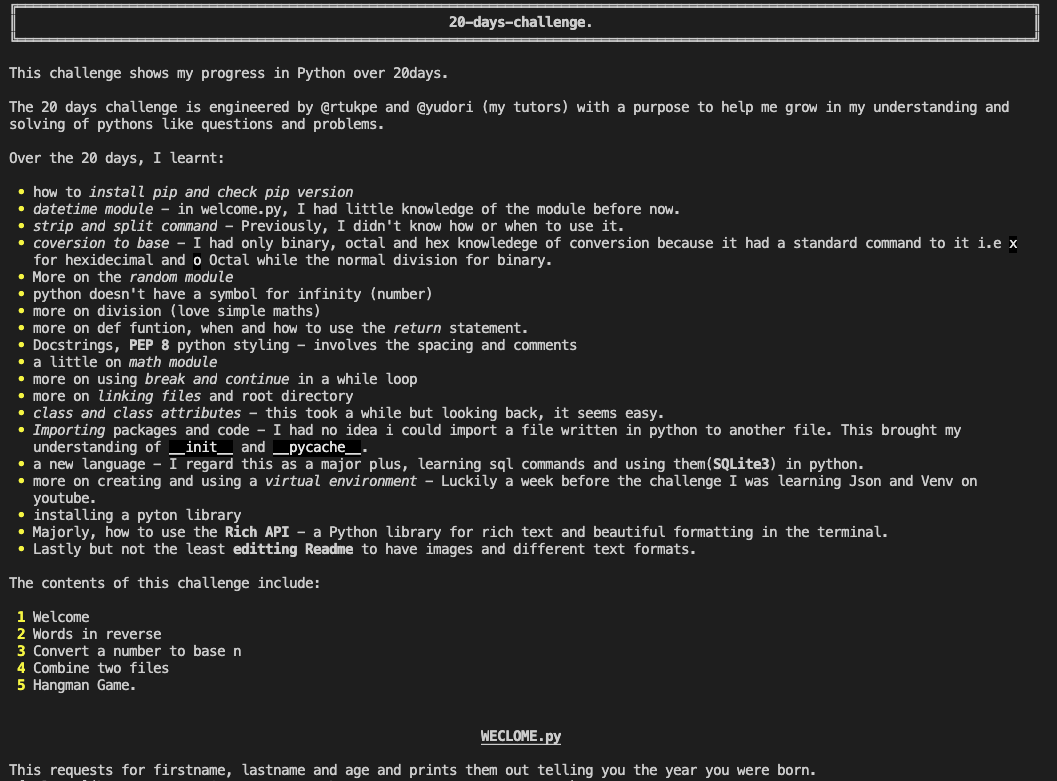 20-days-challenge.
This challenge shows my progress in Python over 20days.
The 20 days challenge is engineered by @rtukpe and @yudori (my tutors) with a purpose to help me grow in my understanding and
solving of pythons like questions and problems.
Over the 20 days, I learnt:
• how to install pip and check pip version
• datetime module – in welcome.py, I had little knowledge of the module before now.
• strip and split command – Previously, I didn't know how or when to use it.
• coversion to base – I had only binary, octal and hex knowledege of conversion because it had a standard command to it i.e x
for hexidecimal and o Octal while the normal division for binary.
• More on the random module
• python doesn't have a symbol for infinity (number)
• more on division (love simple maths)
• more on def funtion, when and how to use the return statement.
• Docstrings, PEP 8 python styling – involves the spacing and comments
• a little on math module
• more on using break and continue in a while loop
• more on linking files and root directory
• class and class attributes – this took a while but looking back, it seems easy.
• Importing packages and code – I had no idea i could import a file written in python to another file. This brought my
understanding of __init__ and __pycache__.
• a new language – I regard this as a major plus, learning sql commands and using them(SQLite3) in python.
• more on creating and using a virtual environment – Luckily a week before the challenge I was learning Json and Venv on
youtube.
• installing a pyton library
• Majorly, how to use the Rich API – a Python library for rich text and beautiful formatting in the terminal.
• Lastly but not the least editting Readme to have images and different text formats.
The contents of this challenge include:
1 Welcome
2 Words in reverse
3 Convert a number to base n
4 Combine two files
5 Hangman Game.
WECLOME.py
This requests for firstname, lastname and age and prints them out telling you the year you were born.